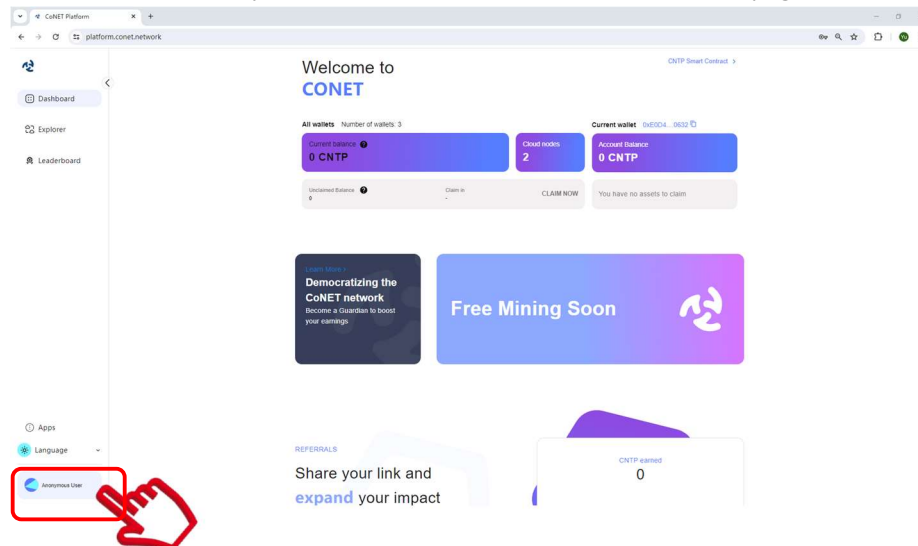 CoNET Platform
platform.conet.network
Yu
Dashboard
Explorer
Leaderboard
Apps
Language
Anonymous User
Welcome to
CONET
CNTP Smart Contract >
All wallets Number of wallets: 3
Current balance ?
0 CNTP
Cloud nodes
2
Current wallet 0xE0D4...0632
Account Balance
0 CNTP
Unclaimed Balance ?
0
Claim in
-
CLAIM NOW
You have no assets to claim
Learn More >
Democratizing the
CoNET network
Become a Guardian to boost
your earnings
Free Mining Soon
REFERRALS
Share your link and
expand your impact
CNTP earned
0